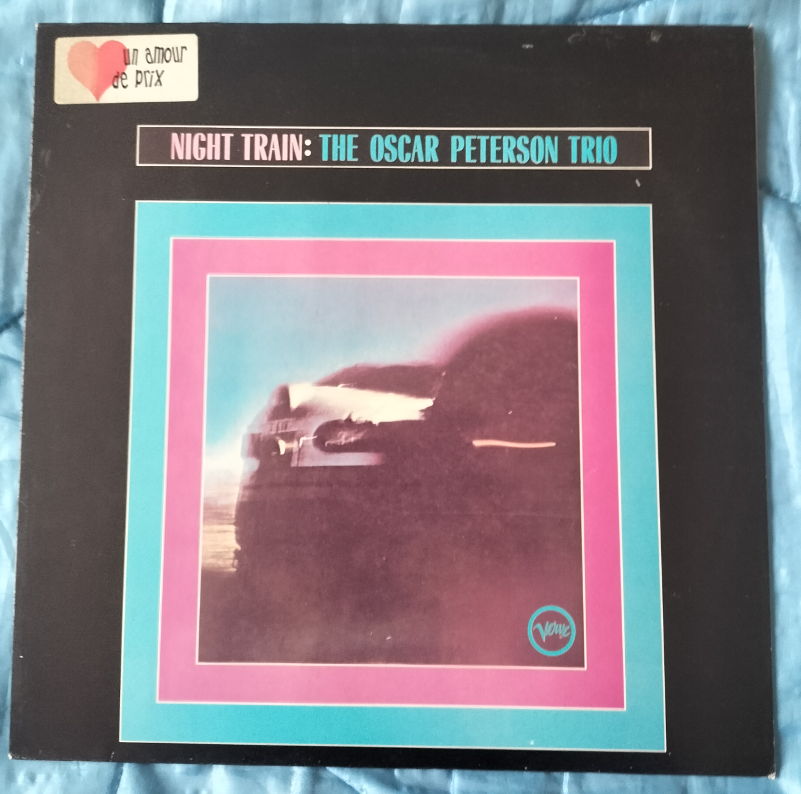 un amour
de prix
NIGHT TRAIN: THE OSCAR PETERSON TRIO
Verve